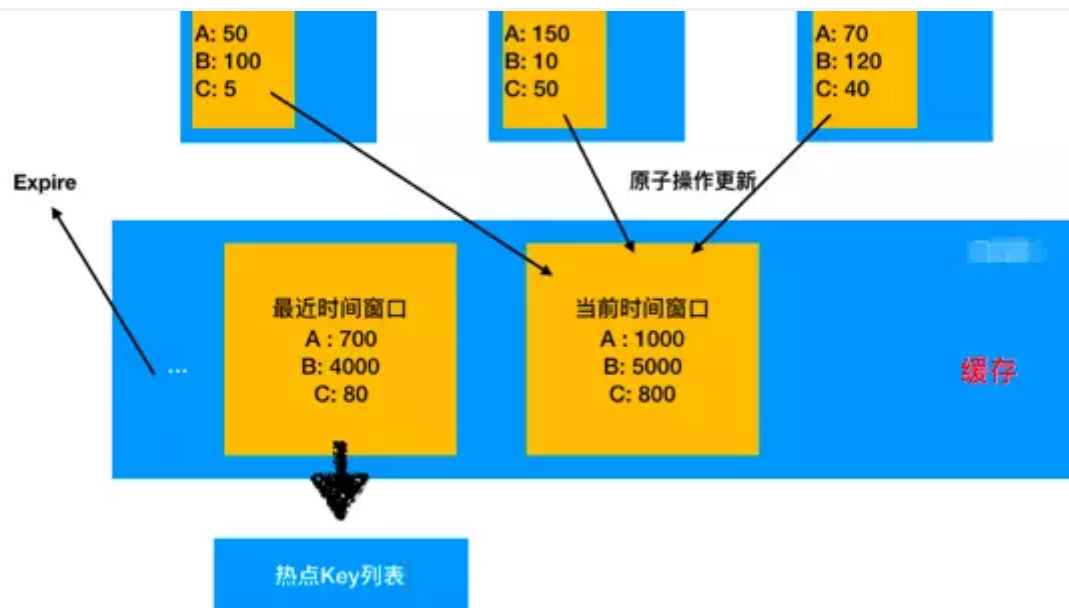 A: 50
B: 100
C: 5
A: 150
B: 10
C: 50
A: 70
B: 120
C: 40
Expire
原子操作更新
最近时间窗口
A : 700
B: 4000
C: 80
当前时间窗口
A : 1000
B: 5000
C: 800
...
缓存
热点Key列表